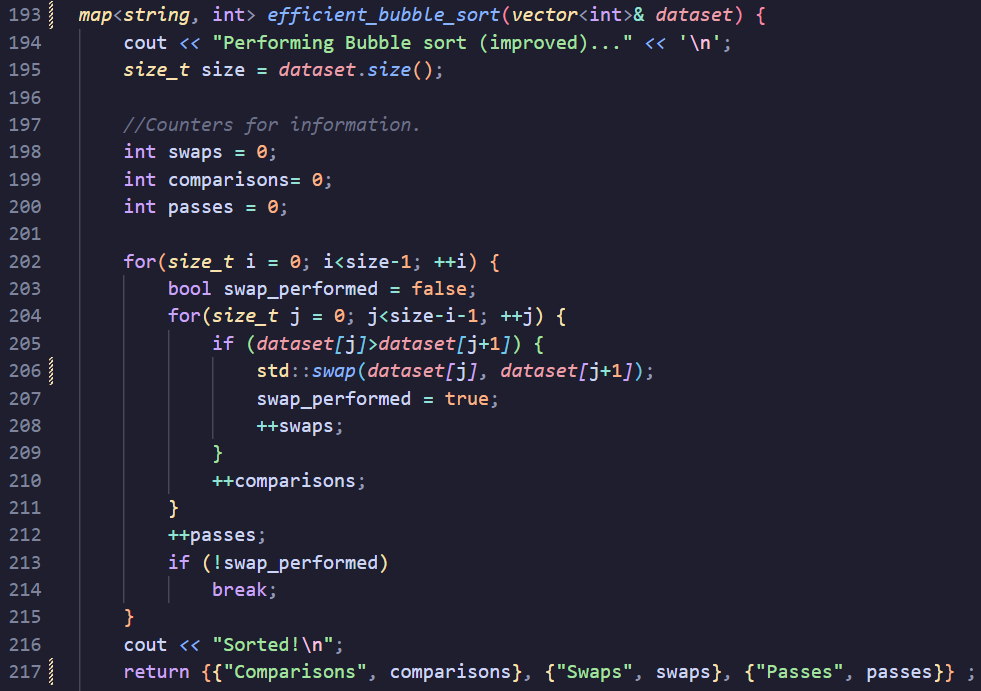 193 map<string, int> efficient_bubble_sort(vector<int>& dataset) {
194 cout << "Performing Bubble sort (improved)..." << '\n';
195 size_t size = dataset.size();
196
197 //Counters for information.
198 int swaps = 0;
199 int comparisons= 0;
200 int passes = 0;
201
202 for(size_t i = 0; i<size-1; ++i) {
203 bool swap_performed = false;
204 for(size_t j = 0; j<size-i-1; ++j) {
205 if (dataset[j]>dataset[j+1]) {
206 std::swap(dataset[j], dataset[j+1]);
207 swap_performed = true;
208 ++swaps;
209 }
210 ++comparisons;
211 }
212 ++passes;
213 if (!swap_performed)
214 break;
215 }
216 cout << "Sorted!\n";
217 return {{"Comparisons", comparisons}, {"Swaps", swaps}, {"Passes", passes}} ;